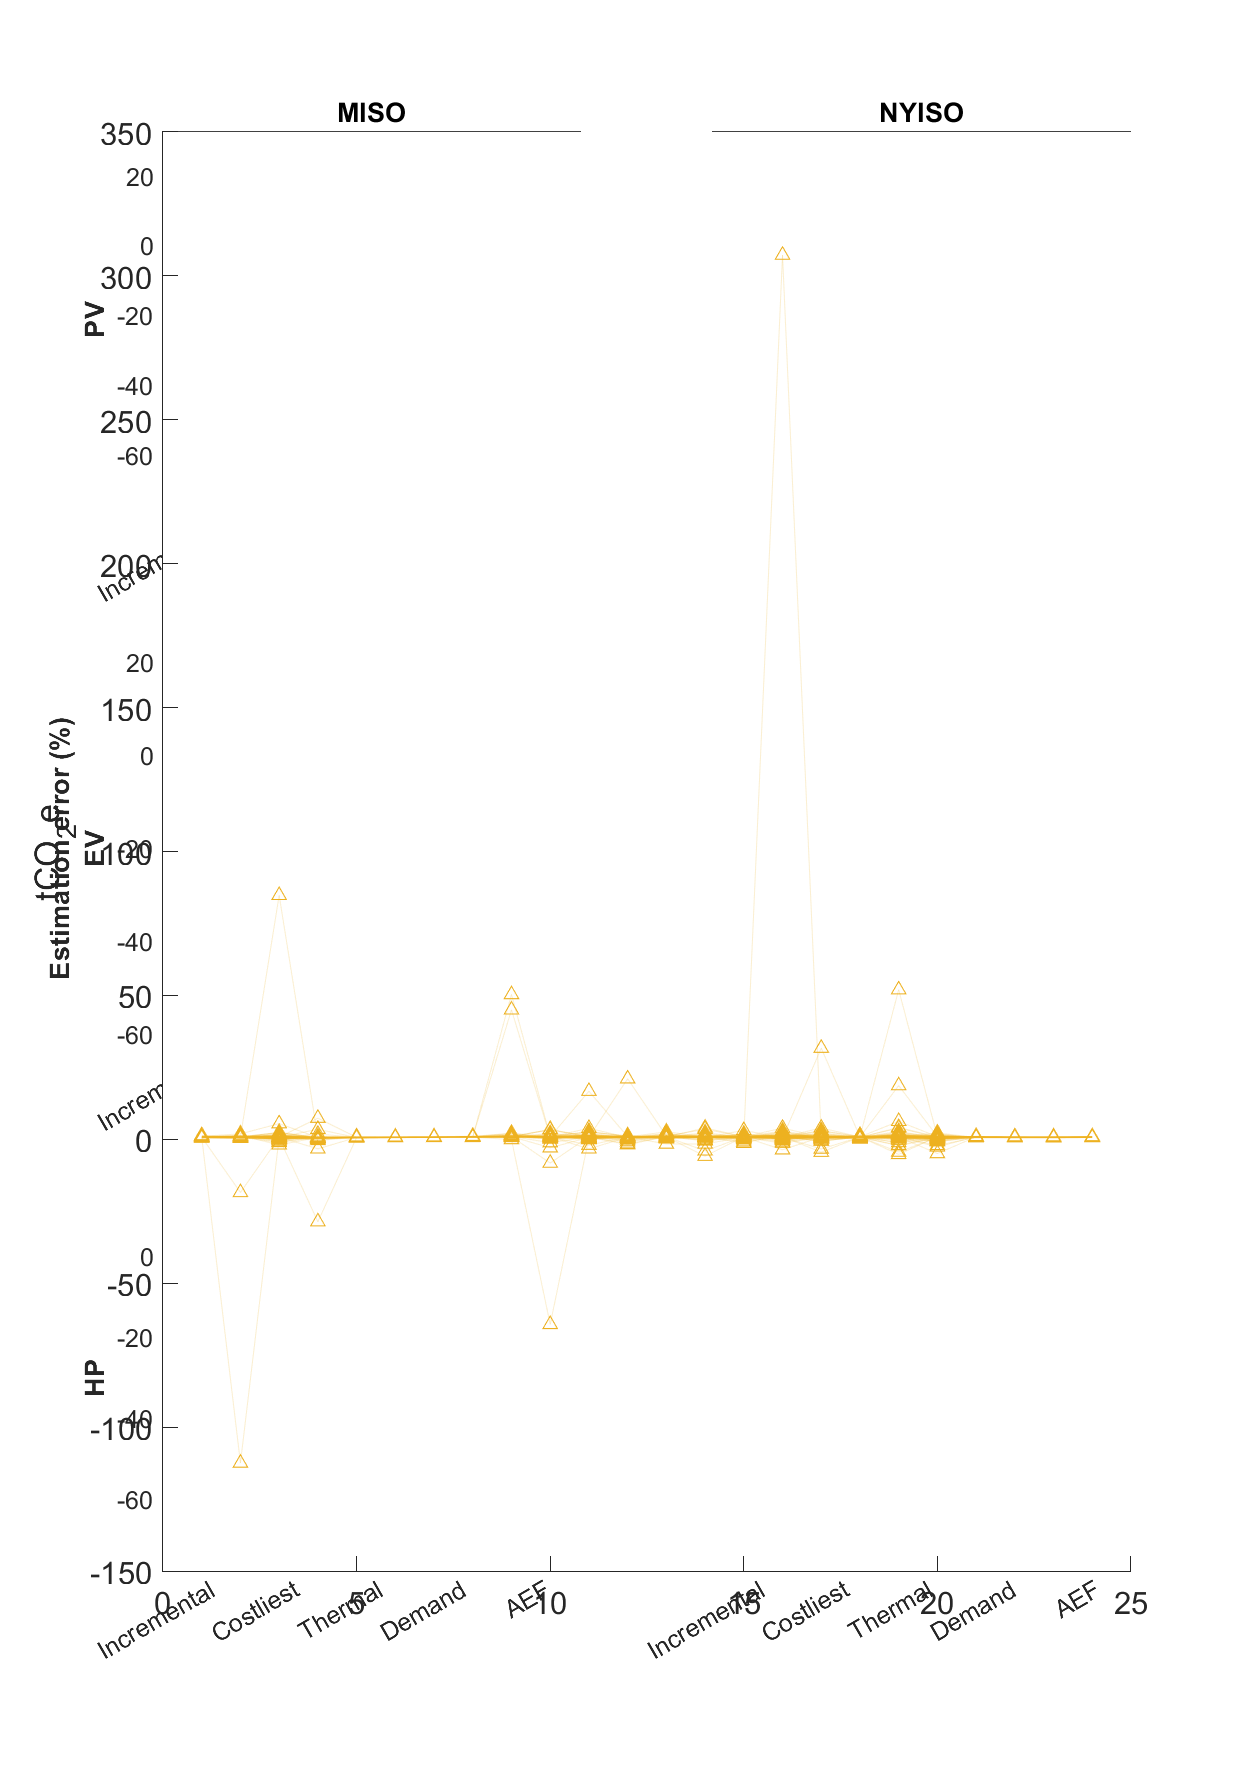 MISO
NYISO
350
20
0
300
-20
PV
-40
250
-60
200
Increm
20
150
0
Estimation error (%)
tCO2e
EV
-20
100
-40
50
-60
Increm
0
0
-50
-20
HP
-40
-100
-60
-150
0
5
10
15
20
25
Incremental
Costliest
Thermal
Demand
AEF
Incremental
Costliest
Thermal
Demand
AEF